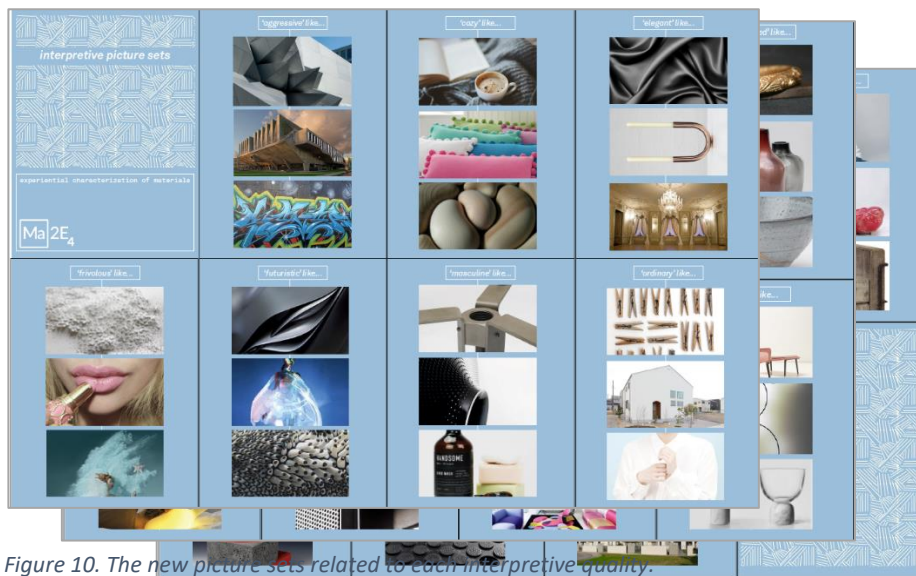 interpretive picture sets
experiential characterization of materials
Ma2E4
'aggressive' like...
'cozy' like...
'elegant' like...
'frivolous' like...
'futuristic' like...
'masculine' like...
'ordinary' like...
like...
HANDSOME
Figure 10. The new picture sets related to each interpretive quality.